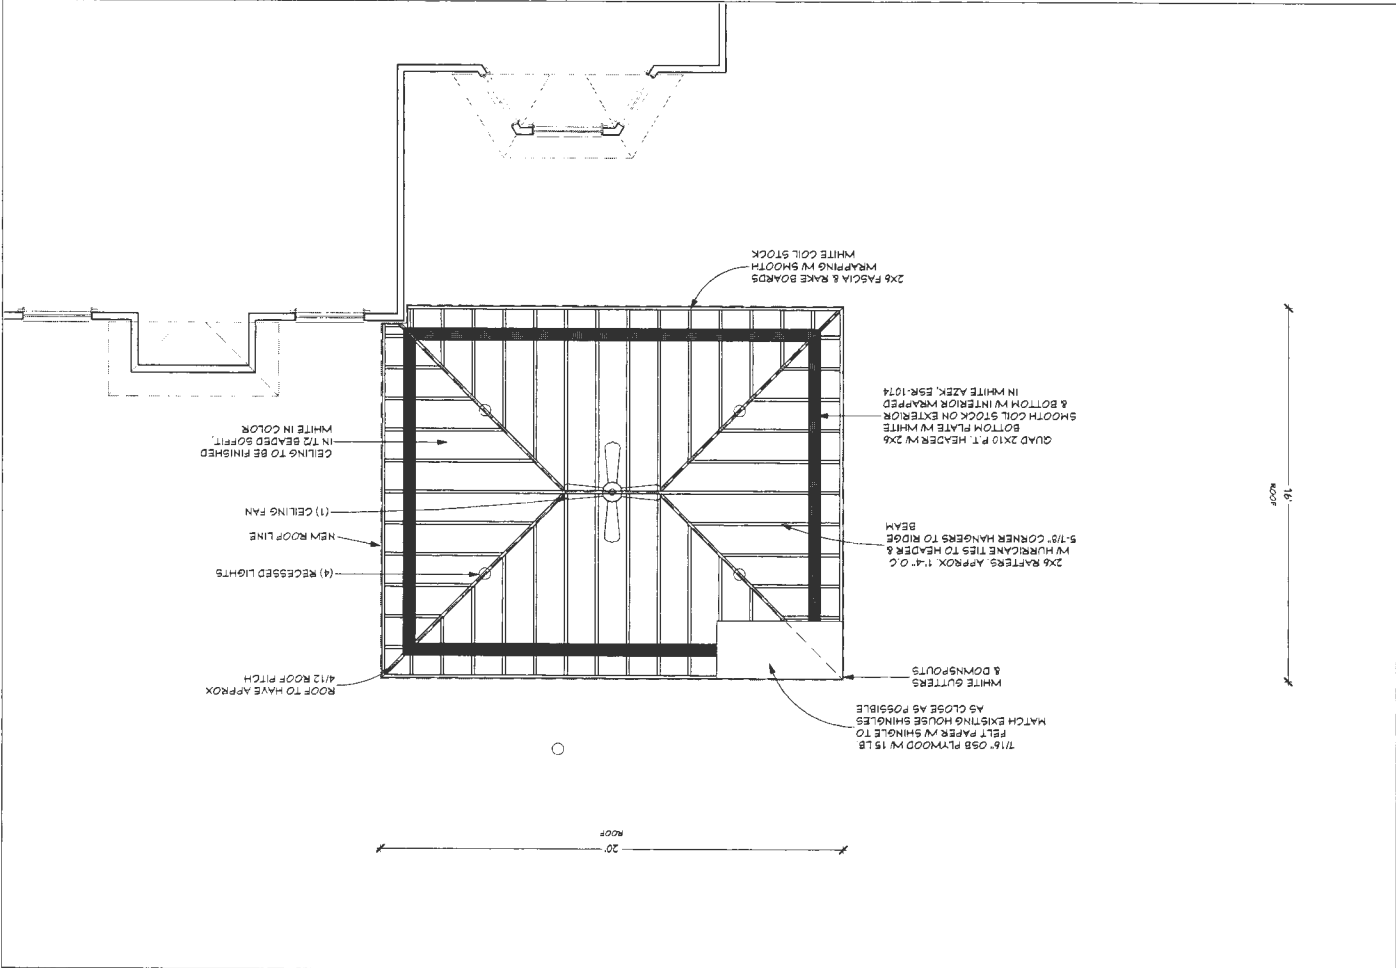 20'
ROOF
7/16" OSB PLYWOOD W/ 15 LB.
FELT PAPER W/ SHINGLE TO
MATCH EXISTING HOUSE SHINGLES
AS CLOSE AS POSSIBLE
WHITE GUTTERS
& DOWNSPOUTS
ROOF TO HAVE APPROX
4/12 ROOF PITCH
2X6 RAFTERS. APPROX. 1'-4" O.C.
W/ HURRICANE TIES TO HEADER &
5-7/8" CORNER HANGERS TO RIDGE
BEAM
(4) RECESSED LIGHTS
NEW ROOF LINE
(1) CEILING FAN
16'
ROOF
QUAD 2X10 P.T. HEADER W/ 2X6
BOTTOM PLATE W/ WHITE
SMOOTH COIL STOCK ON EXTERIOR
& BOTTOM W/ INTERIOR WRAPPED
IN WHITE AZEK, ESR-1074
CEILING TO BE FINISHED
IN T/2 BEADED SOFFIT,
WHITE IN COLOR
2X6 FASCIA & RAKE BOARDS
WRAPPING W/ SMOOTH
WHITE COIL STOCK